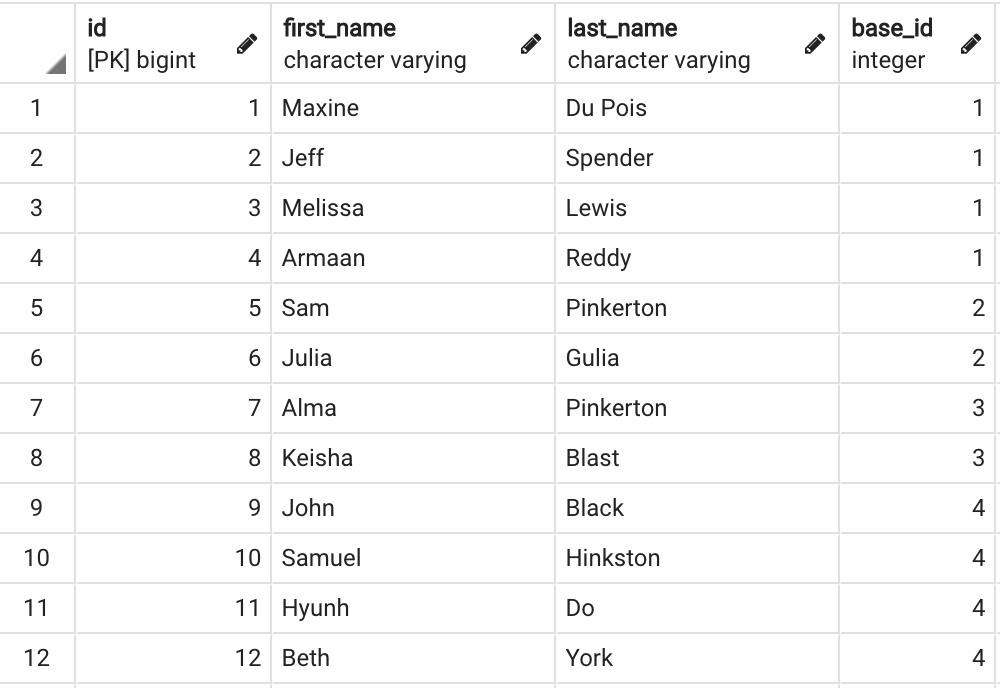 id first_name last_name base_id
[PK] bigint character varying character varying integer
1 1 Maxine Du Pois 1
2 2 Jeff Spender 1
3 3 Melissa Lewis 1
4 4 Armaan Reddy 1
5 5 Sam Pinkerton 2
6 6 Julia Gulia 2
7 7 Alma Pinkerton 3
8 8 Keisha Blast 3
9 9 John Black 4
10 10 Samuel Hinkston 4
11 11 Hyunh Do 4
12 12 Beth York 4